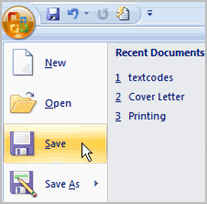 New
Open
Save
Save As
Recent Documents
1 textcodes
2 Cover Letter
3 Printing